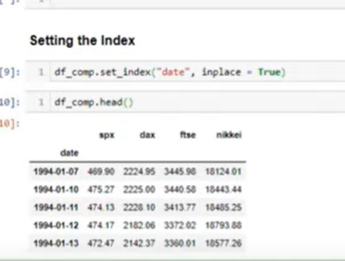 Setting the Index
[9]: 1 df_comp.set_index("date", inplace = True)
10]: 1 df_comp.head()
10]:
spx dax ftse nikkei
date
1994-01-07 469.90 2224.95 3445.98 18124.01
1994-01-10 475.27 2225.00 3440.58 18443.44
1994-01-11 474.13 2228.10 3413.77 18485.25
1994-01-12 474.17 2182.06 3372.02 18793.88
1994-01-13 472.47 2142.37 3360.01 18577.26